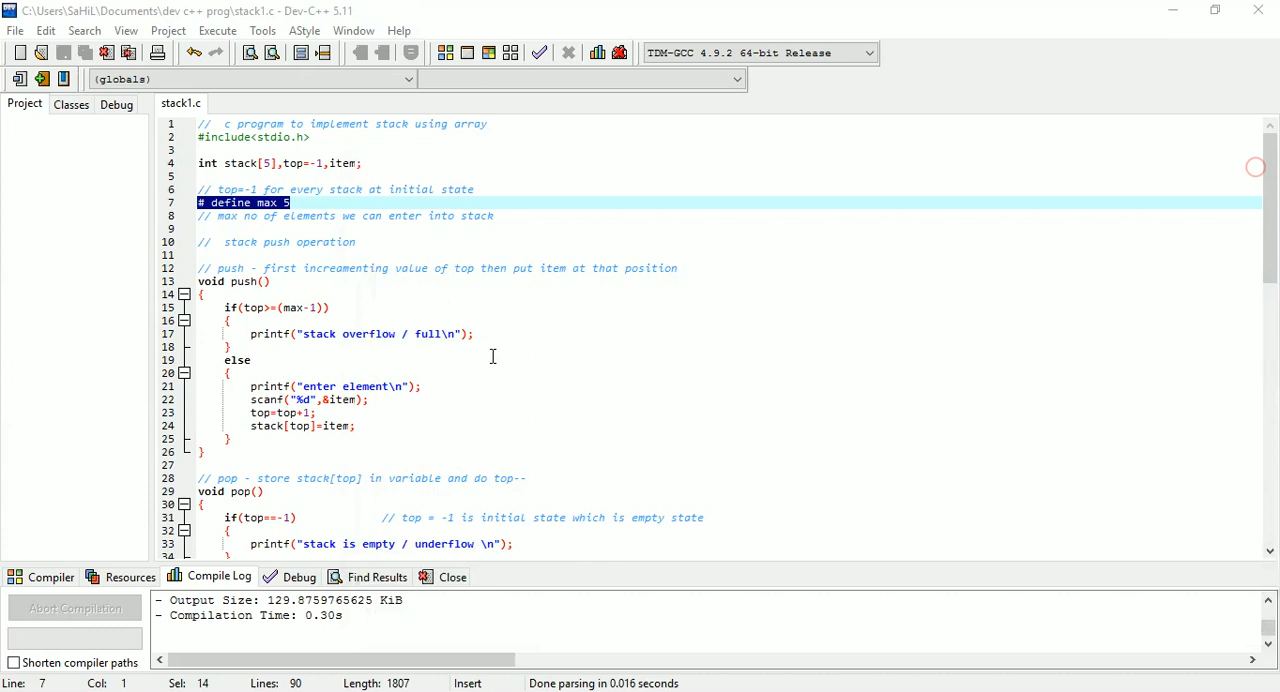 C:\Users\SaHiL\Documents\dev c++ prog\stack1.c - Dev-C++ 5.11
File Edit Search View Project Execute Tools AStyle Window Help
TDM-GCC 4.9.2 64-bit Release
(globals)
Project Classes Debug stack1.c
1 // c program to implement stack using array
2 #include<stdio.h>
3
4 int stack[5],top=-1,item;
5
6 // top=-1 for every stack at initial state
7 # define max 5
8 // max no of elements we can enter into stack
9
10 // stack push operation
11
12 // push - first increamenting value of top then put item at that position
13 void push()
14 {
15 if(top>=(max-1))
16 {
17 printf("stack overflow / full\n");
18 }
19 else
20 {
21 printf("enter element\n");
22 scanf("%d",&item);
23 top=top+1;
24 stack[top]=item;
25 }
26 }
27
28 // pop - store stack[top] in variable and do top--
29 void pop()
30 {
31 if(top==-1) // top = -1 is initial state which is empty state
32 {
33 printf("stack is empty / underflow \n");
34 }
Compiler Resources Compile Log Debug Find Results Close
Abort Compilation
- Output Size: 129.8759765625 KiB
- Compilation Time: 0.30s
Shorten compiler paths
Line: 7 Col: 1 Sel: 14 Lines: 90 Length: 1807 Insert Done parsing in 0.016 seconds